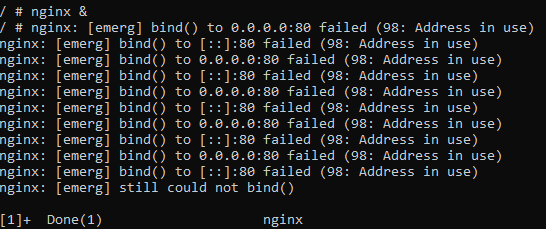 / # nginx &
/ # nginx: [emerg] bind() to 0.0.0.0:80 failed (98: Address in use)
nginx: [emerg] bind() to [::]:80 failed (98: Address in use)
nginx: [emerg] bind() to 0.0.0.0:80 failed (98: Address in use)
nginx: [emerg] bind() to [::]:80 failed (98: Address in use)
nginx: [emerg] bind() to 0.0.0.0:80 failed (98: Address in use)
nginx: [emerg] bind() to [::]:80 failed (98: Address in use)
nginx: [emerg] bind() to 0.0.0.0:80 failed (98: Address in use)
nginx: [emerg] bind() to [::]:80 failed (98: Address in use)
nginx: [emerg] bind() to 0.0.0.0:80 failed (98: Address in use)
nginx: [emerg] bind() to [::]:80 failed (98: Address in use)
nginx: [emerg] still could not bind()
[1]+  Done(1)                    nginx